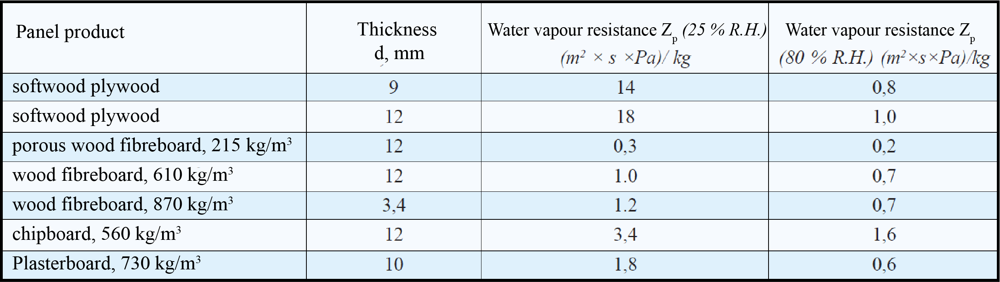 Panel product
Thickness
d, mm
Water vapour resistance Zp (25 % R.H.)
(m² × s ×Pa)/ kg
Water vapour resistance Zp
(80 % R.H.) (m²×s×Pa)/kg
softwood plywood 9 14 0,8
softwood plywood 12 18 1,0
porous wood fibreboard, 215 kg/m³ 12 0,3 0,2
wood fibreboard, 610 kg/m³ 12 1.0 0,7
wood fibreboard, 870 kg/m³ 3,4 1.2 0,7
chipboard, 560 kg/m³ 12 3,4 1,6
Plasterboard, 730 kg/m³ 10 1,8 0,6